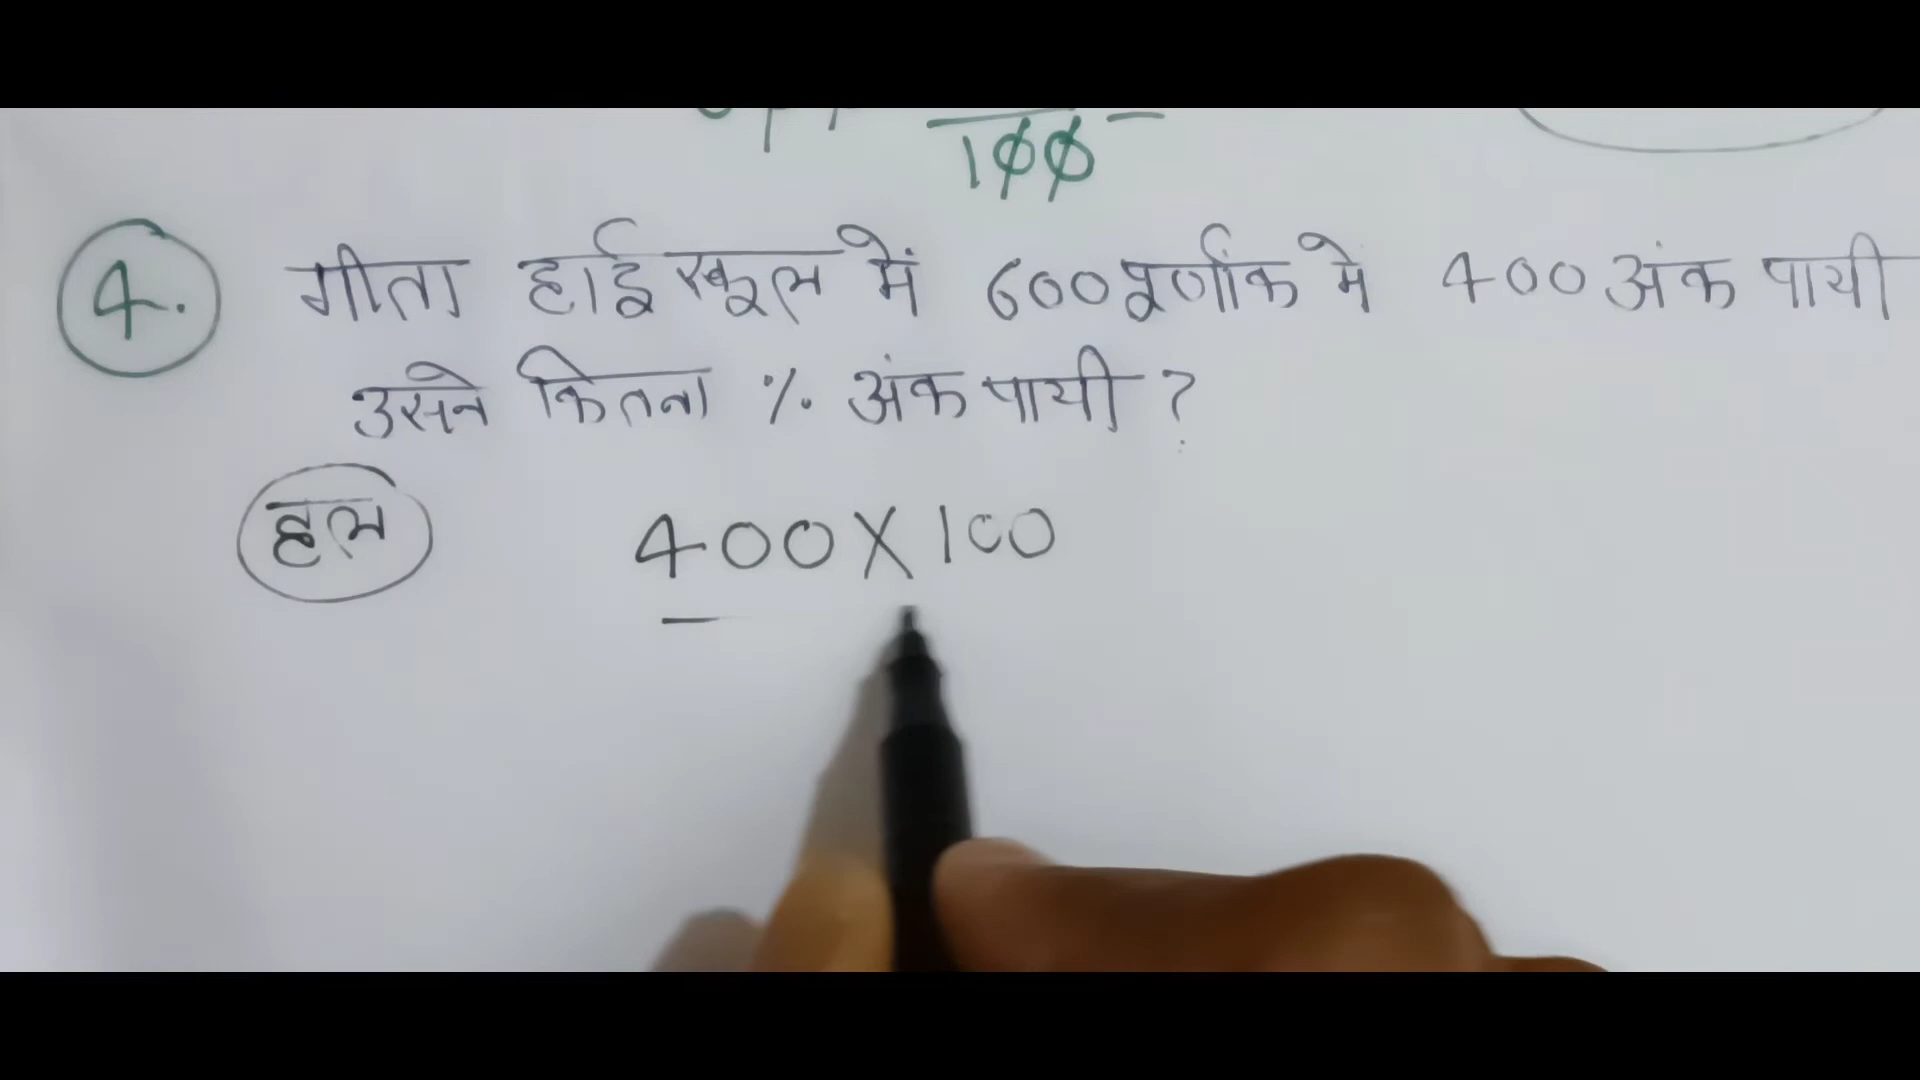 100
4. गीता हाई स्कूल में 600 पूर्णांक मे 400 अंक पायी
उसने कितना % अंक पायी ?
हल 400 X 100